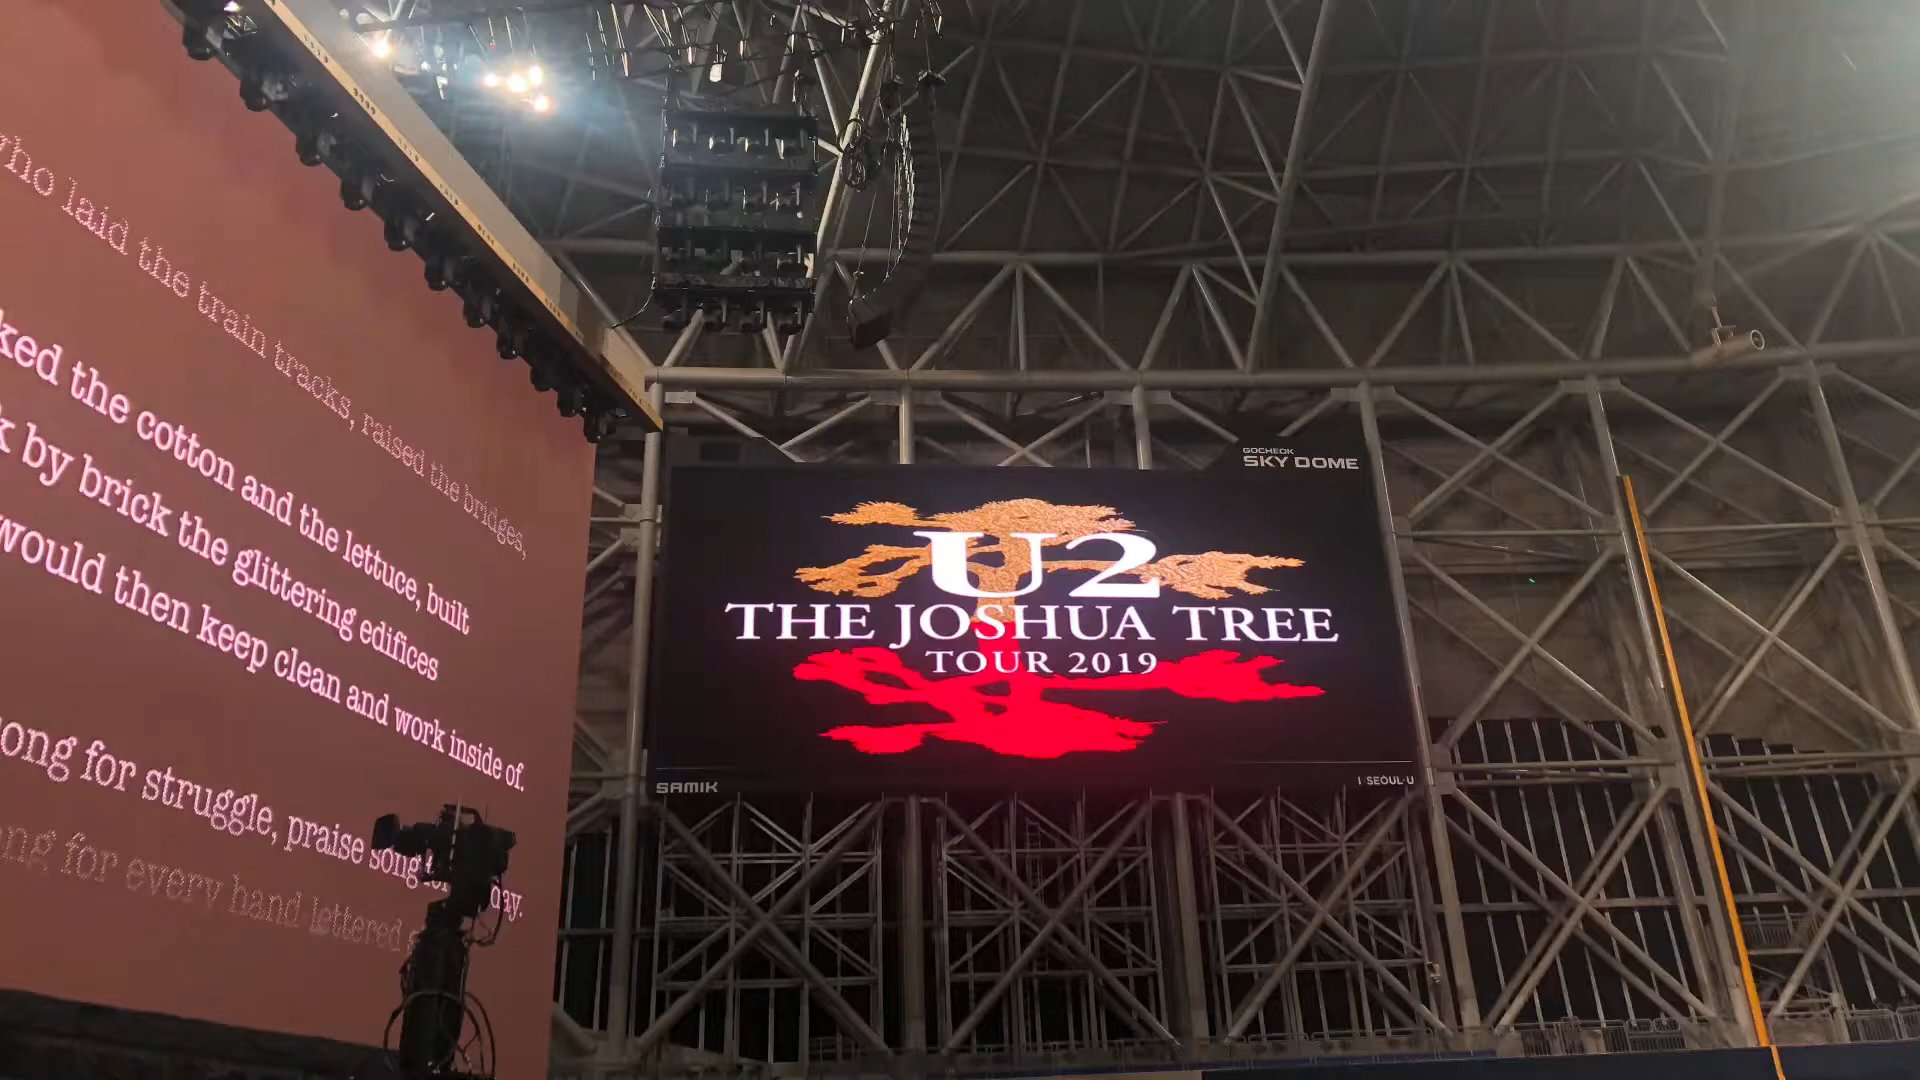 who laid the train tracks, raised the bridges,
ked the cotton and the lettuce, built
k by brick the glittering edifices
would then keep clean and work inside of.
ong for struggle, praise song day.
ng for every hand-lettered
GOCHEOK
SKY DOME
U2
THE JOSHUA TREE
TOUR 2019
SAMIK
I·SEOUL·U